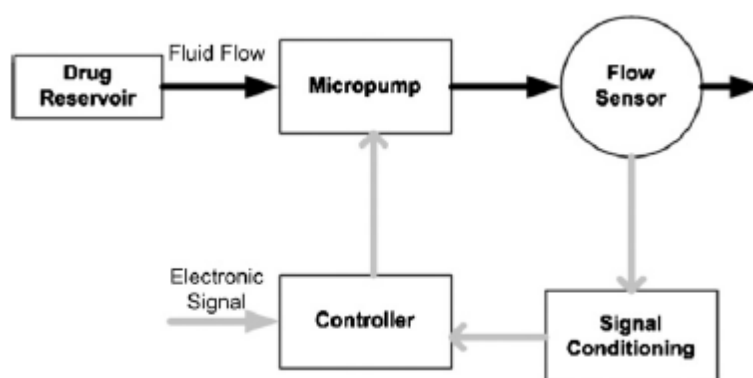 Fluid Flow
Drug
Reservoir
Micropump
Flow
Sensor
Electronic
Signal
Controller
Signal
Conditioning